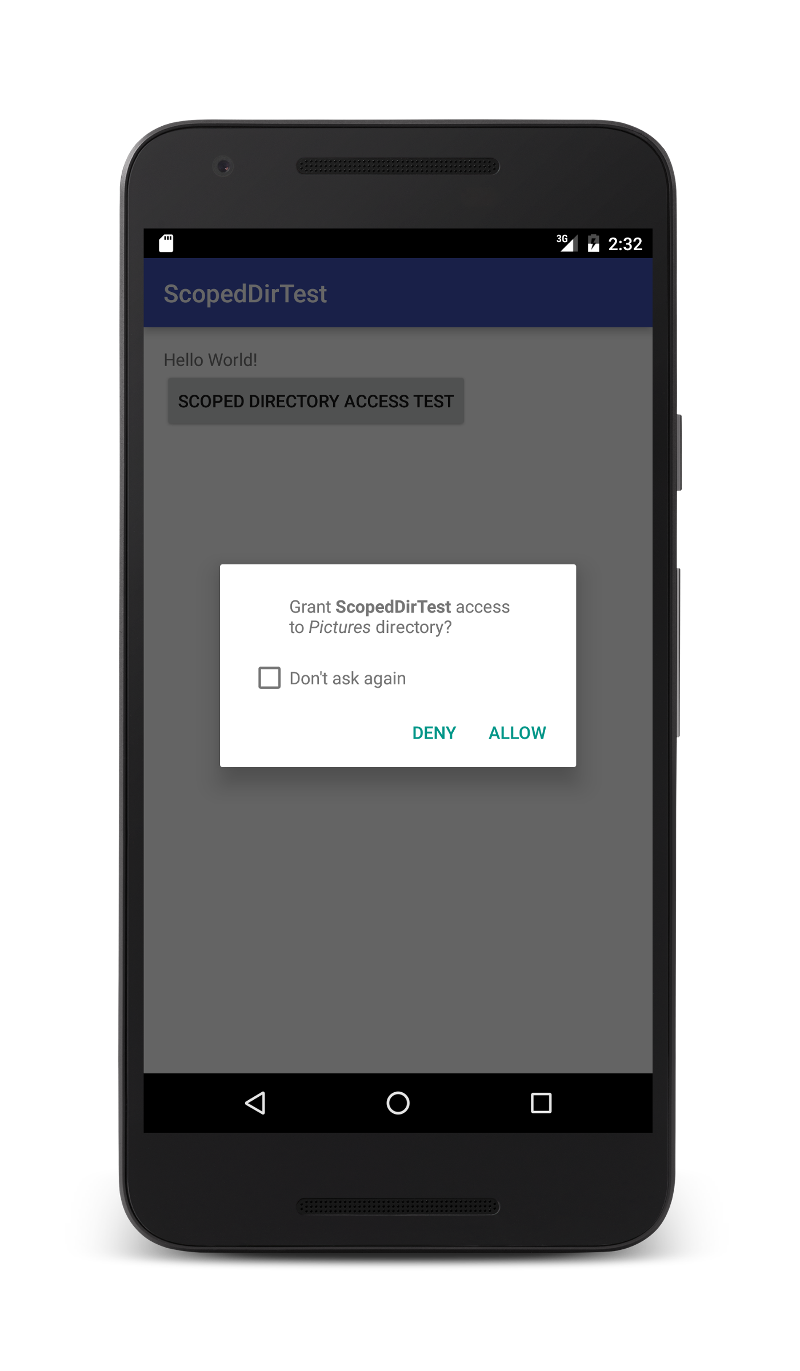 3G 2:32
ScopedDirTest
Hello World!
SCOPED DIRECTORY ACCESS TEST
Grant ScopedDirTest access
to Pictures directory?
Don't ask again
DENY ALLOW